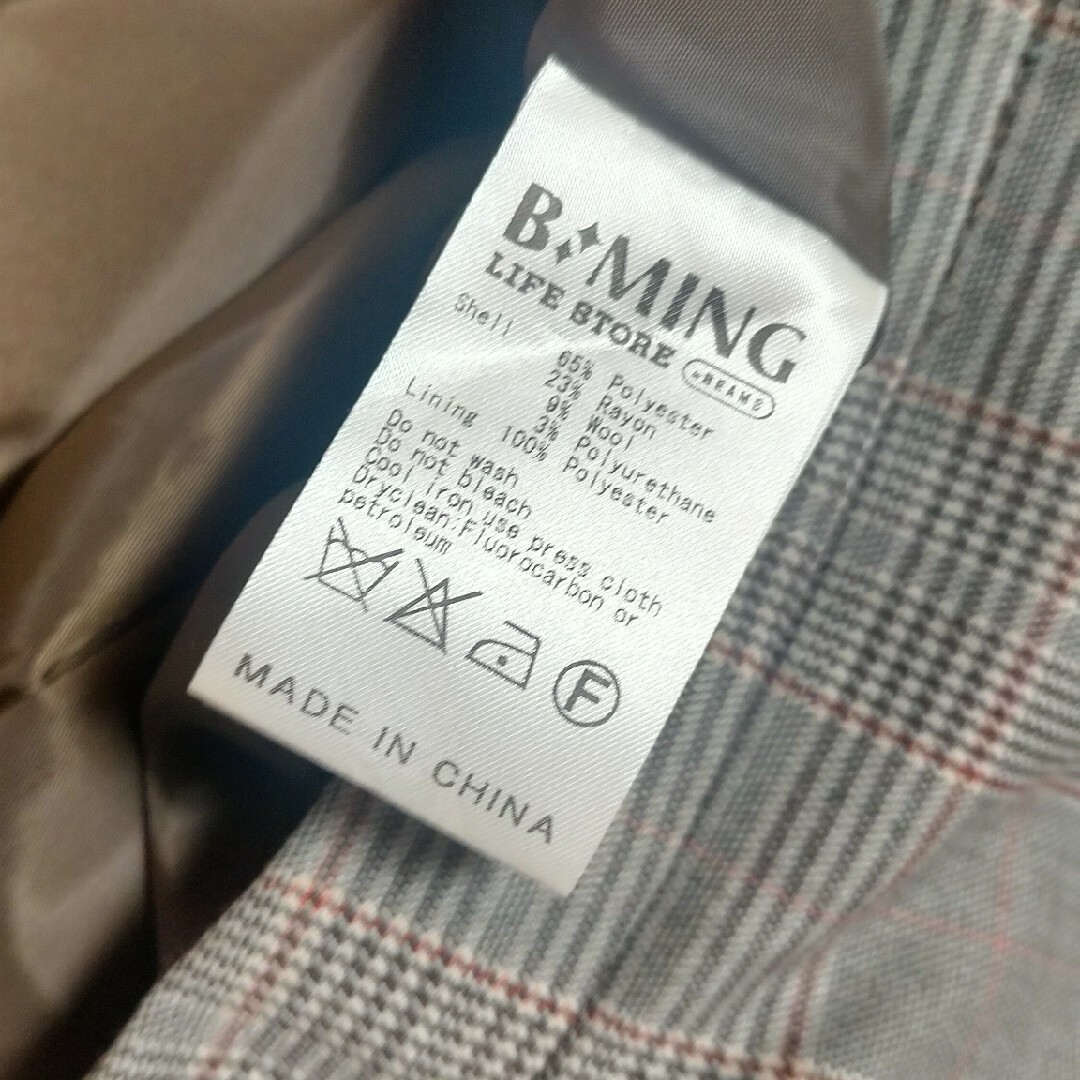 B MING
LIFE STORE BEAMS
Shell 65% Polyester
23% Rayon
9% Wool
3% Polyurethane
Lining 100% Polyester
Do not wash
Do not bleach
Cool iron use press cloth
Dryclean:Fluorocarbon or
petroleum
F
MADE IN CHINA